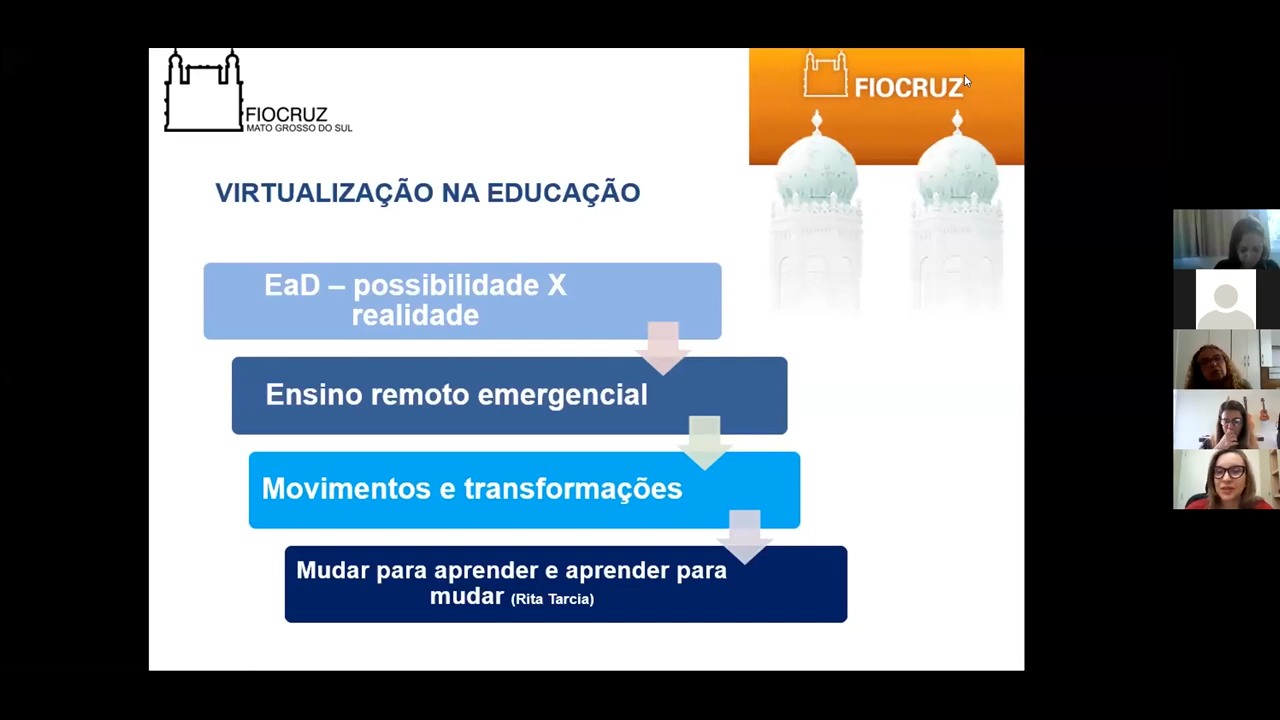 FIOCRUZ
MATO GROSSO DO SUL
FIOCRUZ
VIRTUALIZAÇÃO NA EDUCAÇÃO
EaD – possibilidade X
realidade
Ensino remoto emergencial
Movimentos e transformações
Mudar para aprender e aprender para
mudar (Rita Tarcia)